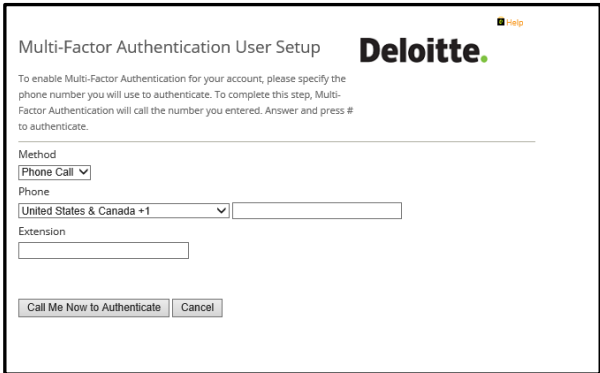 Help
Multi-Factor Authentication User Setup
Deloitte.
To enable Multi-Factor Authentication for your account, please specify the
phone number you will use to authenticate. To complete this step, Multi-
Factor Authentication will call the number you entered. Answer and press #
to authenticate.
Method
Phone Call
Phone
United States & Canada +1
Extension
Call Me Now to Authenticate Cancel